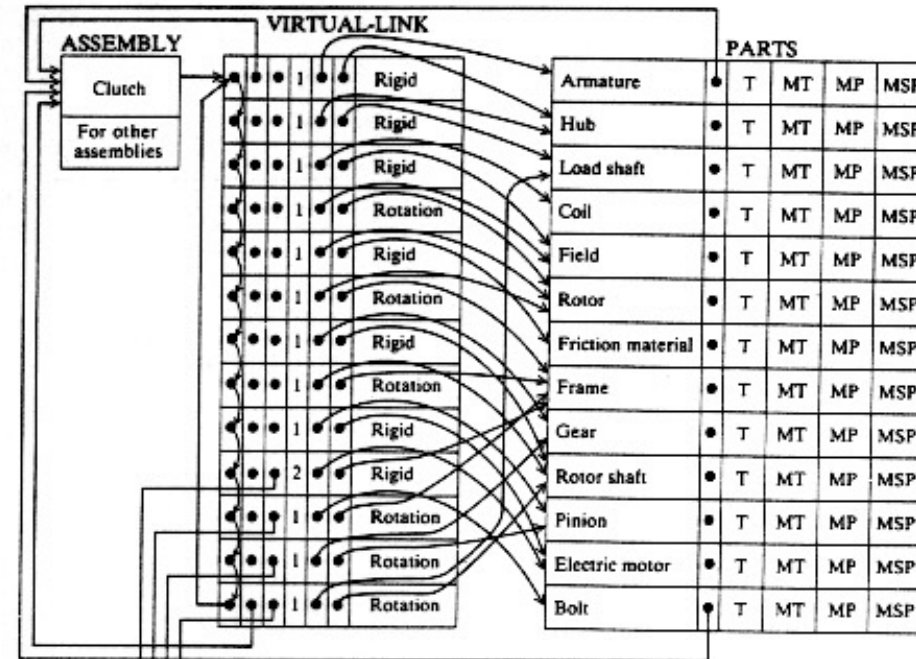 VIRTUAL-LINK
ASSEMBLY
PARTS
Clutch
For other
assemblies
1 Rigid
1 Rigid
1 Rigid
1 Rotation
1 Rigid
1 Rotation
1 Rigid
1 Rotation
1 Rigid
2 Rigid
1 Rotation
1 Rotation
1 Rotation
Armature T MT MP MSP
Hub T MT MP MSP
Load shaft T MT MP MSP
Coil T MT MP MSP
Field T MT MP MSP
Rotor T MT MP MSP
Friction material T MT MP MSP
Frame T MT MP MSP
Gear T MT MP MSP
Rotor shaft T MT MP MSP
Pinion T MT MP MSP
Electric motor T MT MP MSP
Bolt T MT MP MSP